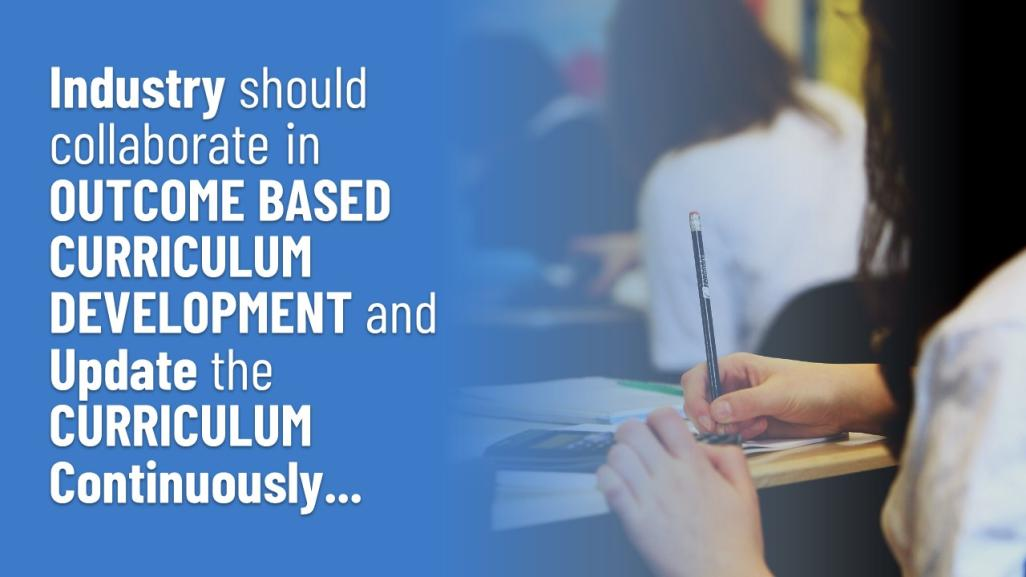 Industry should
collaborate in
OUTCOME BASED
CURRICULUM
DEVELOPMENT and
Update the
CURRICULUM
Continuously...